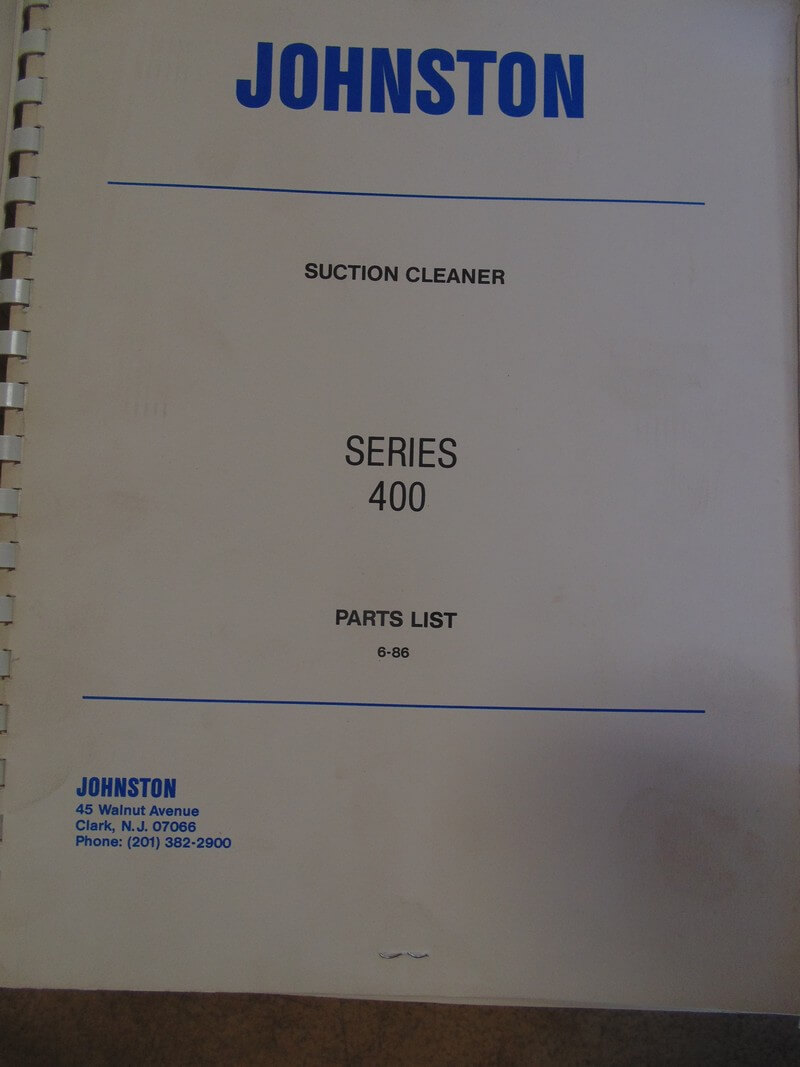 JOHNSTON
SUCTION CLEANER
SERIES
400
PARTS LIST
6-86
JOHNSTON
45 Walnut Avenue
Clark, N.J. 07066
Phone: (201) 382-2900